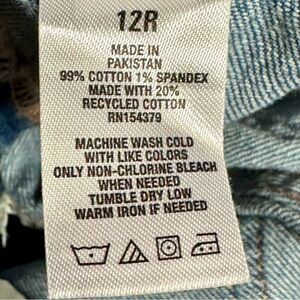 12R
MADE IN
PAKISTAN
99% COTTON 1% SPANDEX
MADE WITH 20%
RECYCLED COTTON
RN154379
MACHINE WASH COLD
WITH LIKE COLORS
ONLY NON-CHLORINE BLEACH
WHEN NEEDED
TUMBLE DRY LOW
WARM IRON IF NEEDED